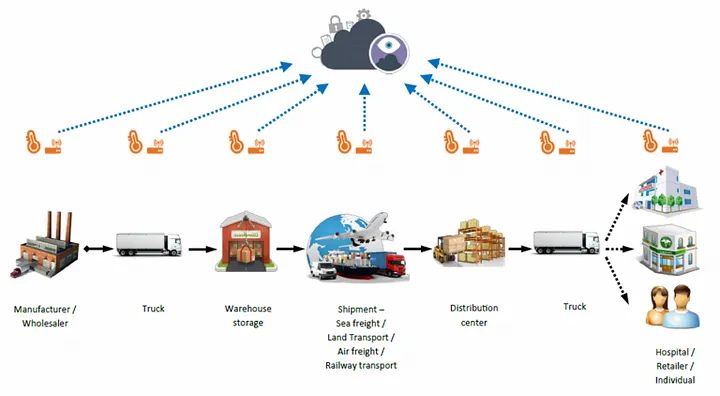 Manufacturer /
Wholesaler
Truck
Warehouse
storage
Shipment –
Sea freight /
Land Transport /
Air freight /
Railway transport
Distribution
center
Truck
Hospital /
Retailer /
Individual